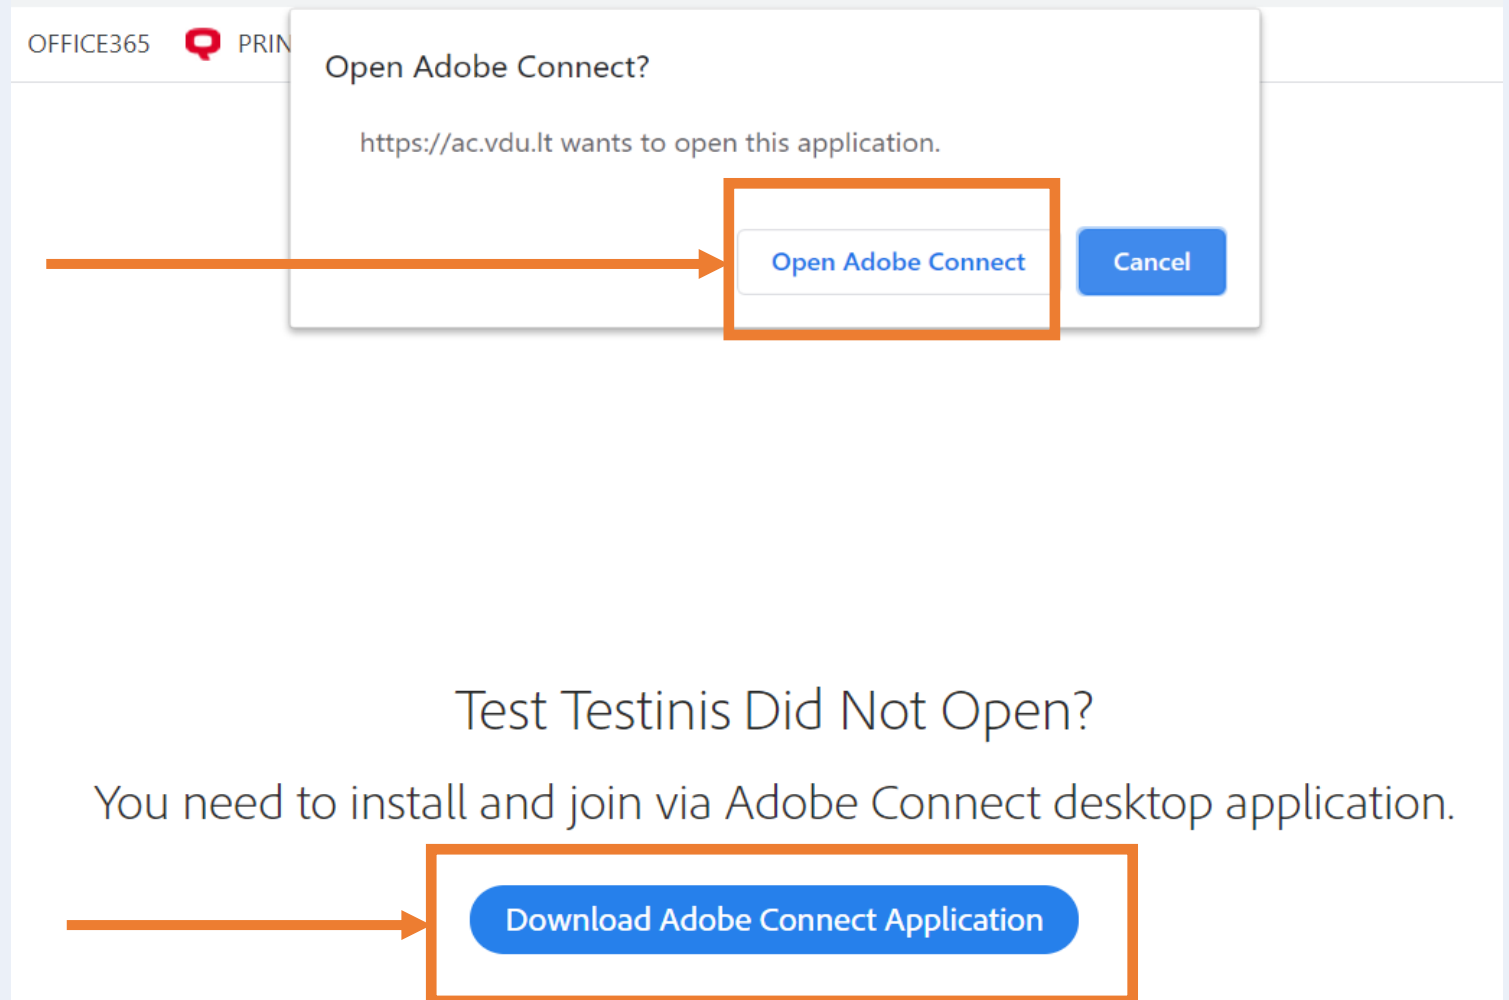 OFFICE365 PRIN
Open Adobe Connect?
https://ac.vdu.lt wants to open this application.
Open Adobe Connect Cancel
Test Testinis Did Not Open?
You need to install and join via Adobe Connect desktop application.
Download Adobe Connect Application